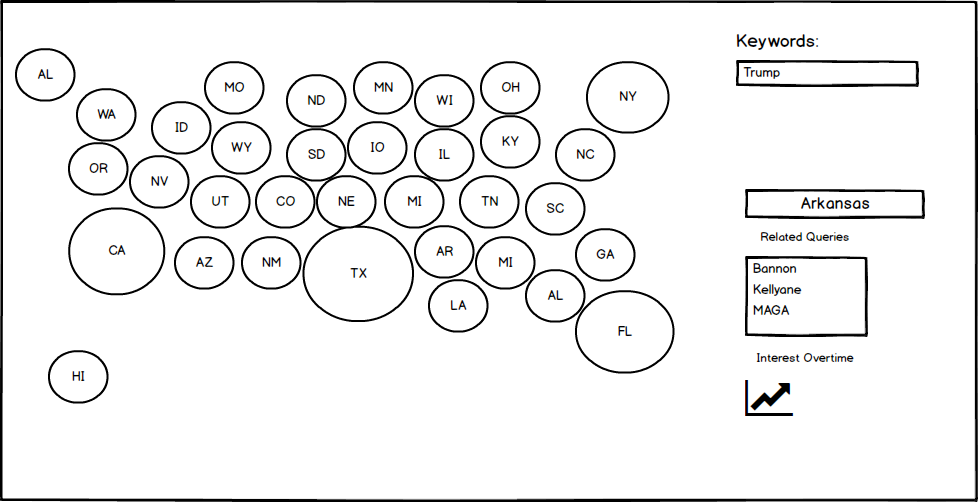 AL
MO
MN
OH
NY
ND
WI
WA
ID
KY
WY
IO
SD
IL
NC
OR
NV
UT
CO
NE
MI
TN
SC
CA
AZ
NM
TX
AR
MI
GA
AL
LA
FL
HI
Keywords:
Trump
Arkansas
Related Queries
Bannon
Kellyane
MAGA
Interest Overtime